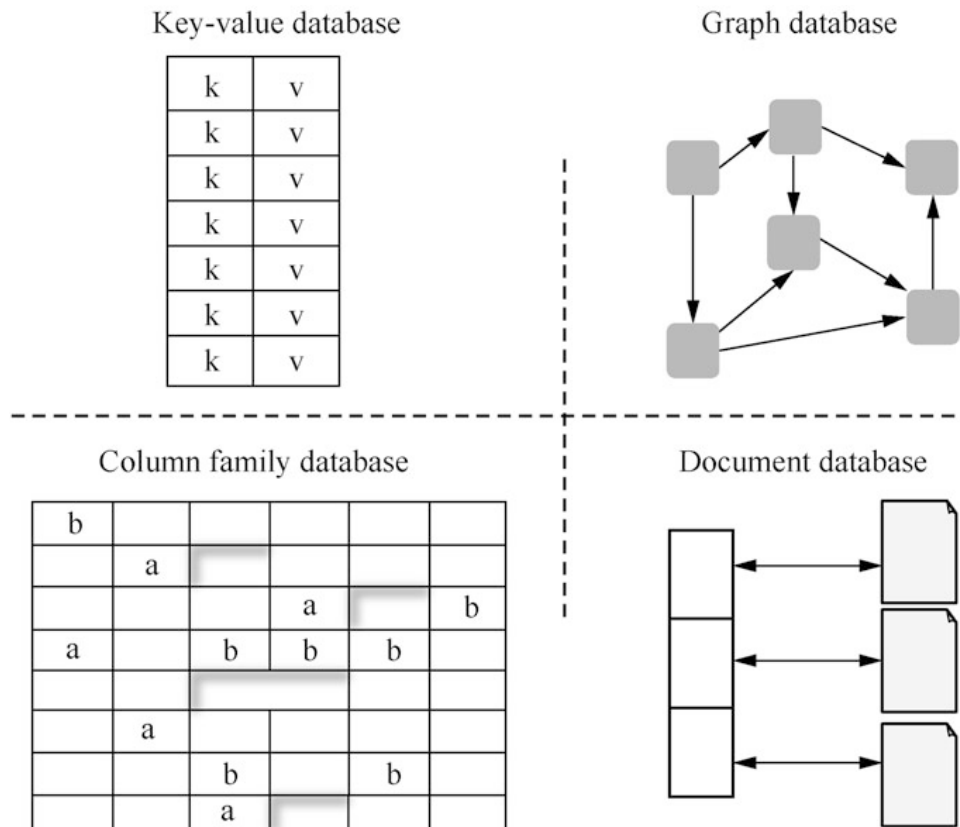 Key-value database
k v
k v
k v
k v
k v
k v
k v
Graph database
Column family database
b
a
a b
a b b b
a
b b
a
Document database